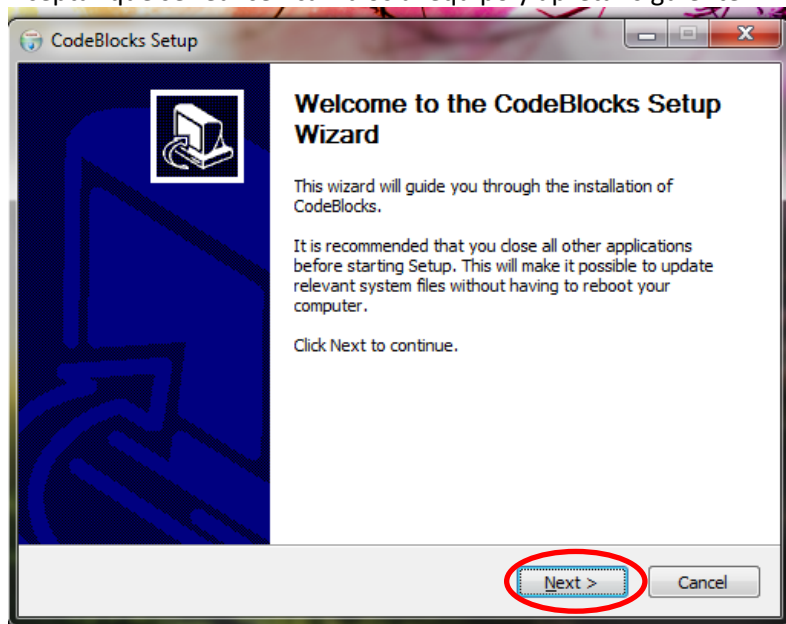 CodeBlocks Setup
Welcome to the CodeBlocks Setup
Wizard
This wizard will guide you through the installation of
CodeBlocks.
It is recommended that you close all other applications
before starting Setup. This will make it possible to update
relevant system files without having to reboot your
computer.
Click Next to continue.
Next >
Cancel